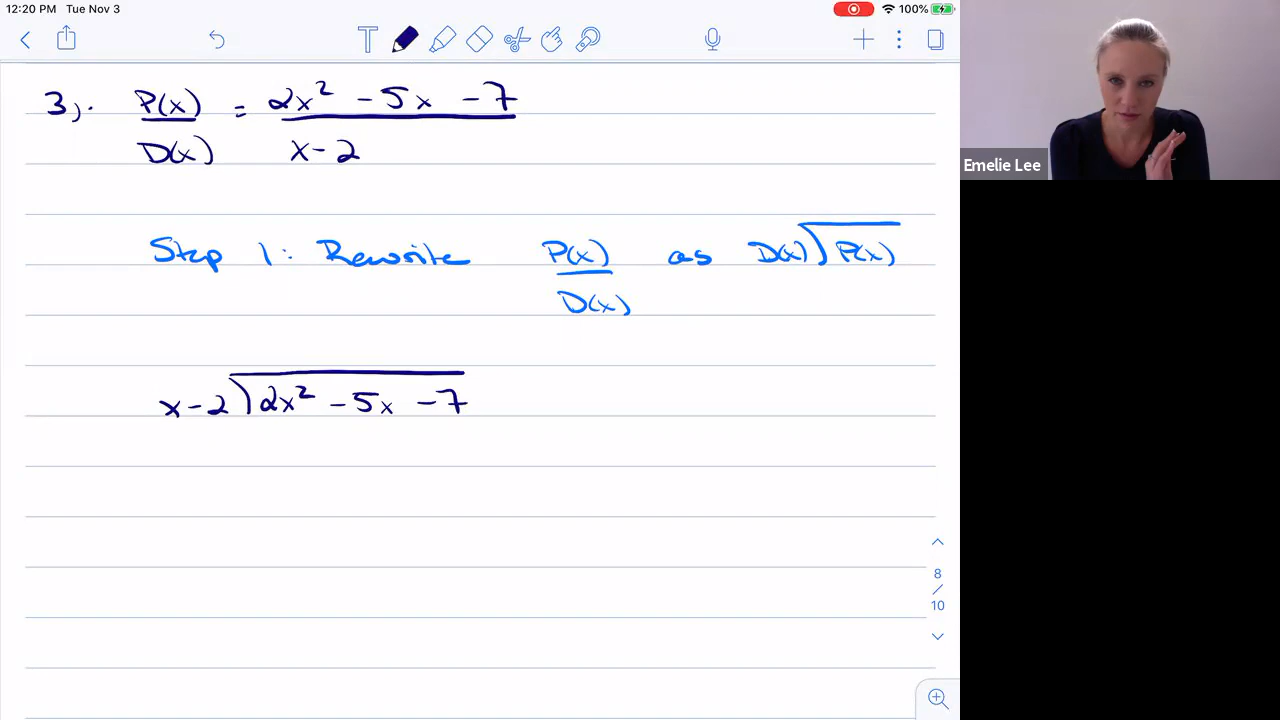 12:20 PM Tue Nov 3
100%
3). P(x) = 2x² - 5x - 7
D(x) x - 2
Step 1: Rewrite P(x) as D(x))P(x)
D(x)
x - 2)2x² - 5x - 7
Emelie Lee
8
/
10